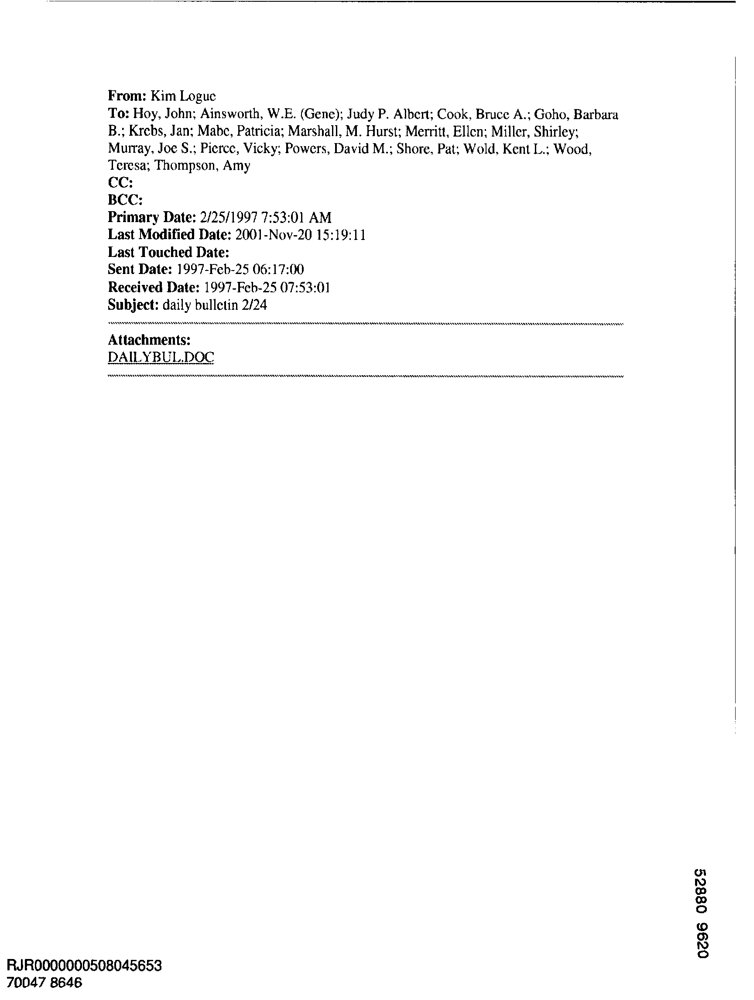 From: Kim Logue
To: Hoy, John; Ainsworth, W.E. (Gene); Judy P. Albert; Cook, Bruce A.; Goho, Barbara
B.; Krebs, Jan; Mabe, Patricia; Marshall, M. Hurst; Merritt, Ellen; Miller, Shirley;
Murray, Joe S.; Pierce, Vicky; Powers, David M.; Shore, Pat; Wold, Kent L.; Wood,
Teresa; Thompson, Amy
CC:
BCC:
Primary Date: 2/25/1997 7:53:01 AM
Last Modified Date: 2001-Nov-20 15:19:11
Last Touched Date:
Sent Date: 1997-Feb-25 06:17:00
Received Date: 1997-Feb-25 07:53:01
Subject: daily bulletin 2/24
Attachments:
DAILYBUL.DOC
52880 9620
RJR0000000508045653
70047 8646